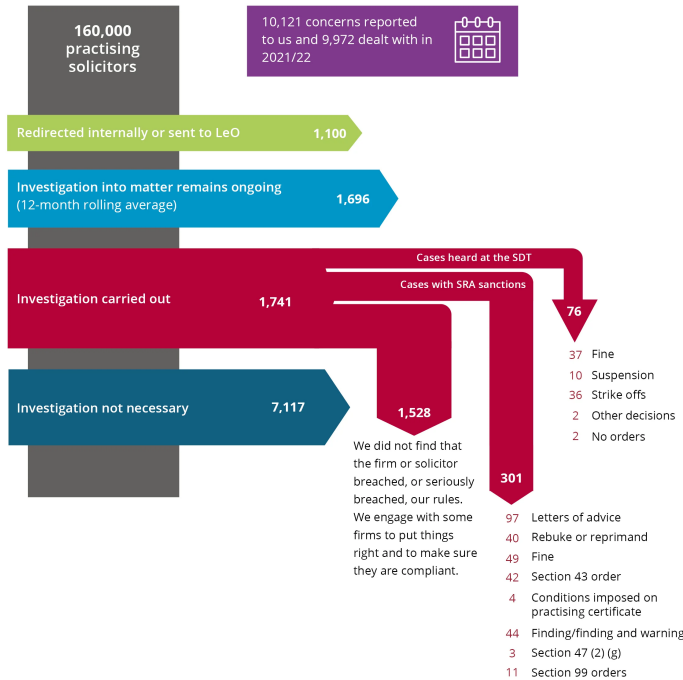 160,000
practising
solicitors
10,121 concerns reported
to us and 9,972 dealt with in
2021/22
Redirected internally or sent to LeO 1,100
Investigation into matter remains ongoing
(12-month rolling average)
1,696
Cases heard at the SDT
Cases with SRA sanctions
Investigation carried out 1,741
76
37 Fine
10 Suspension
36 Strike offs
2 Other decisions
2 No orders
Investigation not necessary 7,117
1,528
We did not find that
the firm or solicitor
breached, or seriously
breached, our rules.
We engage with some
firms to put things
right and to make sure
they are compliant.
301
97 Letters of advice
40 Rebuke or reprimand
49 Fine
42 Section 43 order
4 Conditions imposed on
practising certificate
44 Finding/finding and warning
3 Section 47 (2) (g)
11 Section 99 orders